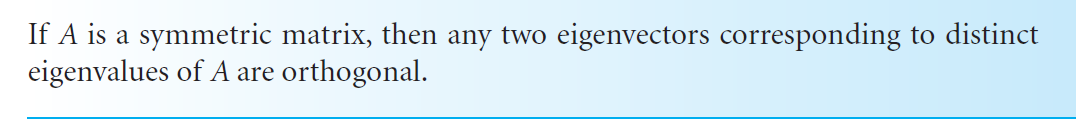 If A is a symmetric matrix, then any two eigenvectors corresponding to distinct
eigenvalues of A are orthogonal.